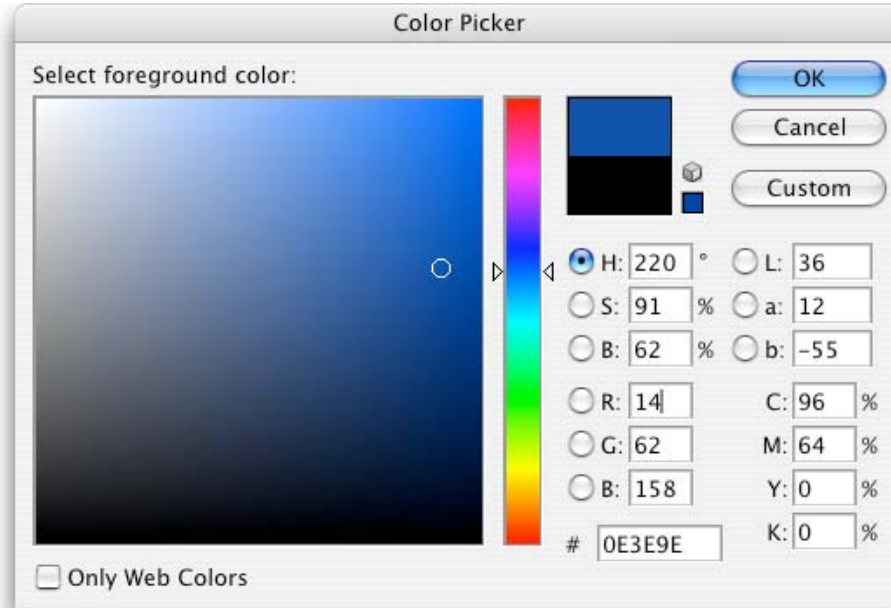 Color Picker
Select foreground color:
OK
Cancel
Custom
H: 220 °
S: 91 %
B: 62 %
R: 14
G: 62
B: 158
# 0E3E9E
L: 36
a: 12
b: -55
C: 96 %
M: 64 %
Y: 0 %
K: 0 %
Only Web Colors